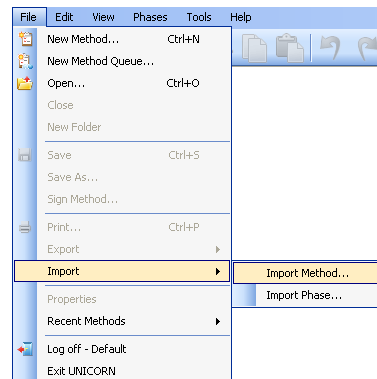 File Edit View Phases Tools Help
New Method... Ctrl+N
New Method Queue...
Open... Ctrl+O
Close
New Folder
Save Ctrl+S
Save As...
Sign Method...
Print... Ctrl+P
Export
Import
Import Method...
Import Phase...
Properties
Recent Methods
Log off - Default
Exit UNICORN